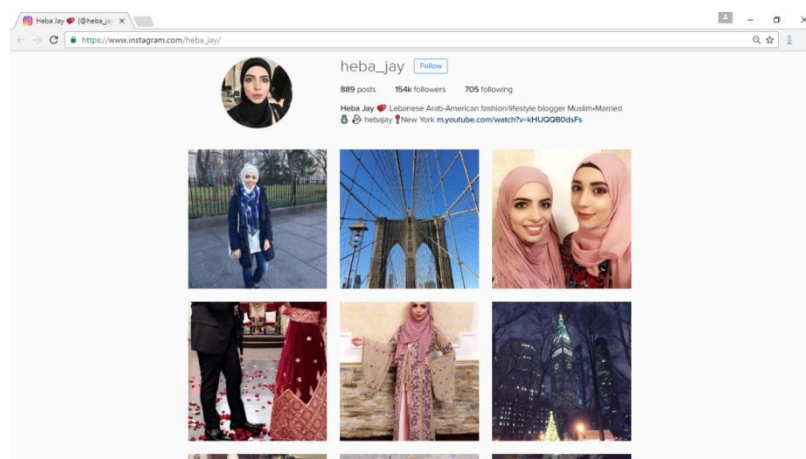 Heba Jay ❤ (@heba_ja
https://www.instagram.com/heba_jay/
heba_jay Follow
889 posts 154k followers 705 following
Heba Jay ❤ Lebanese Arab-American fashion/lifestyle blogger Muslim•Married
hebajay 📍New York m.youtube.com/watch?v=kHUQQB0dsFs